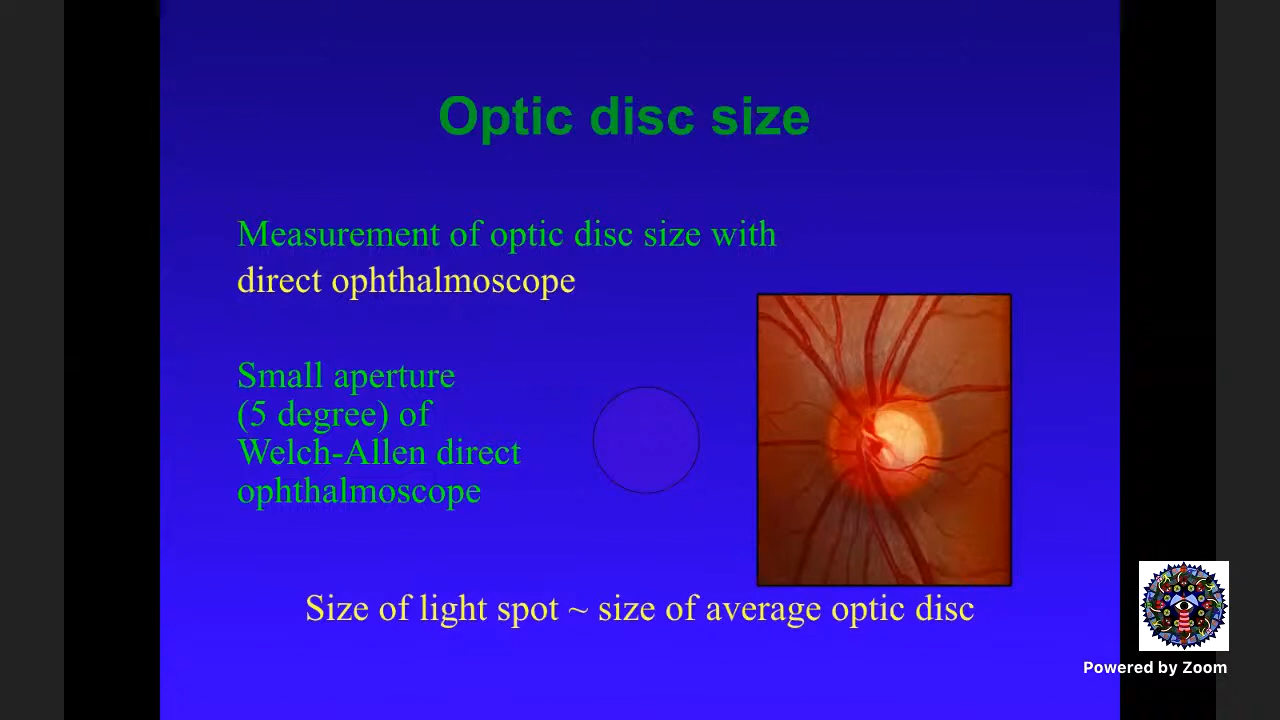 Optic disc size
Measurement of optic disc size with
direct ophthalmoscope
Small aperture
(5 degree) of
Welch-Allen direct
ophthalmoscope
Size of light spot ~ size of average optic disc
Powered by Zoom